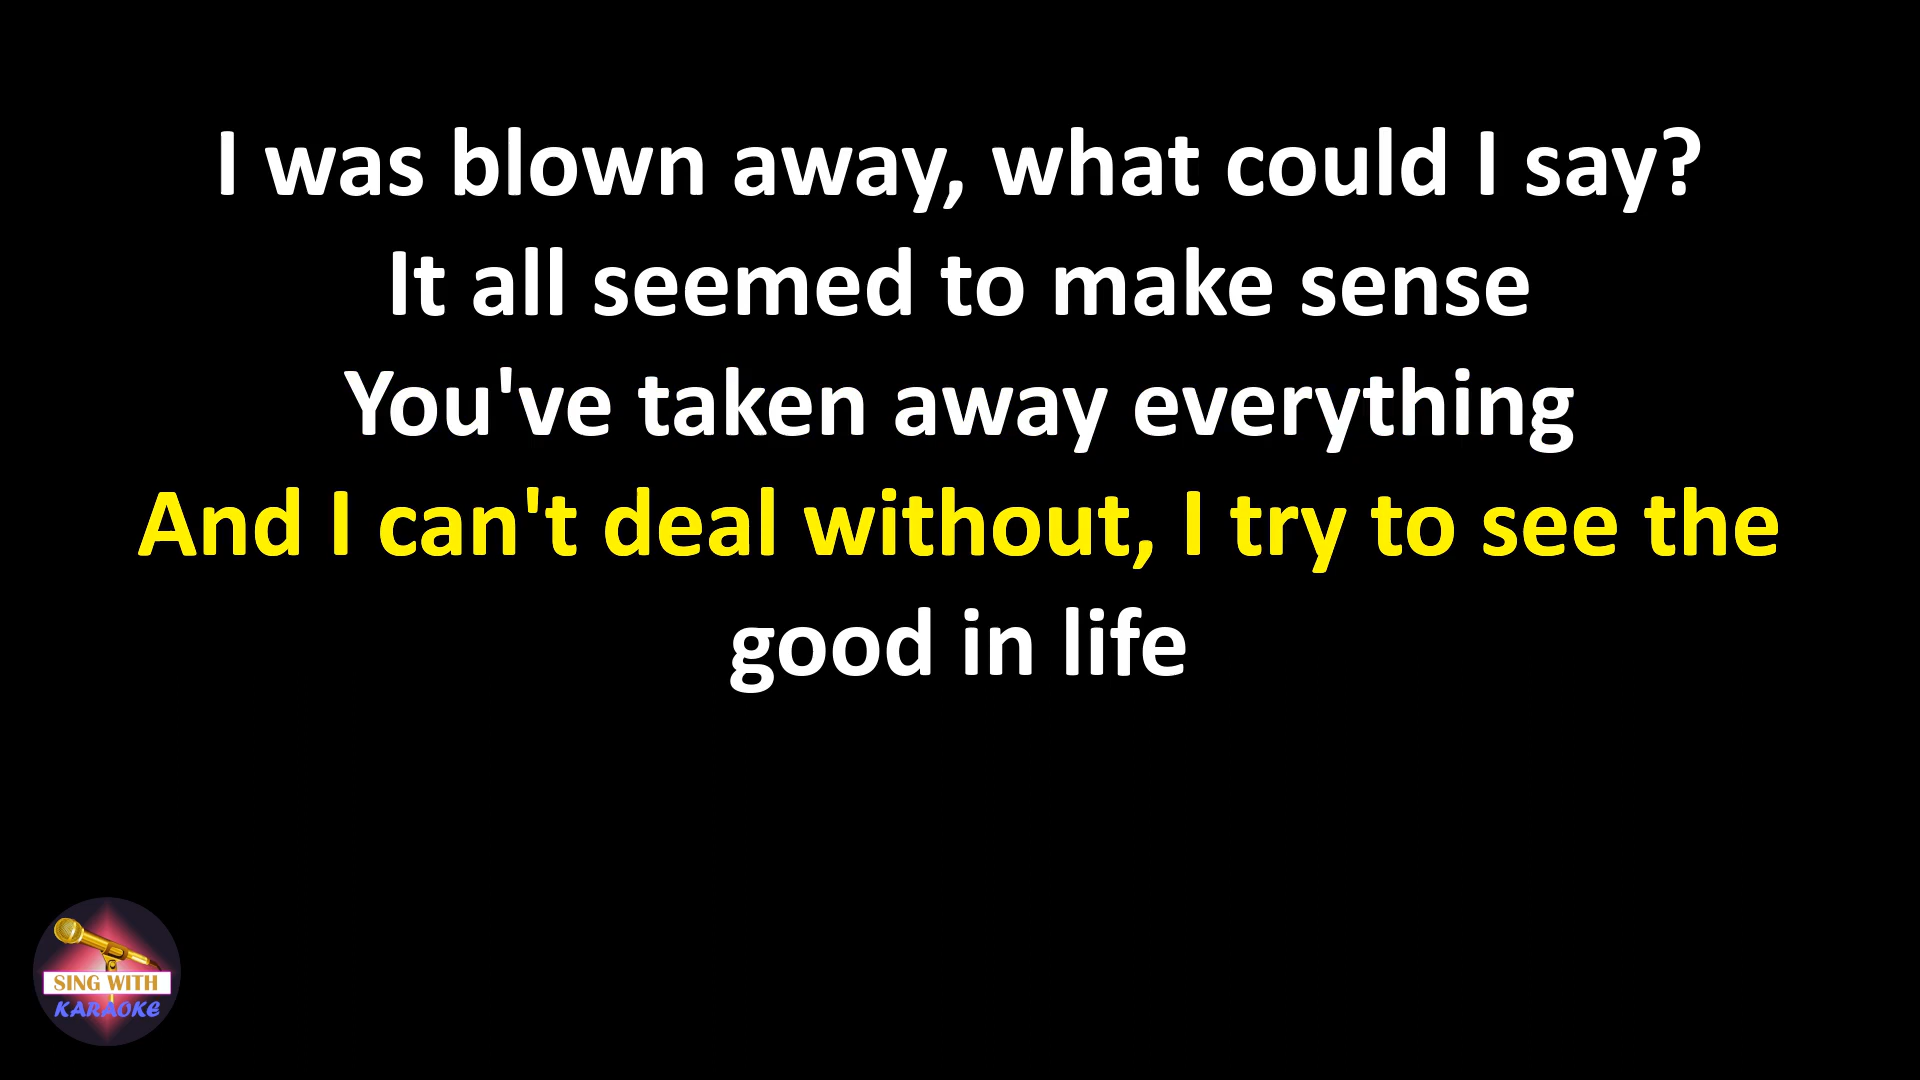 I was blown away, what could I say?
It all seemed to make sense
You've taken away everything
And I can't deal without, I try to see the
good in life
SING WITH
KARAOKE